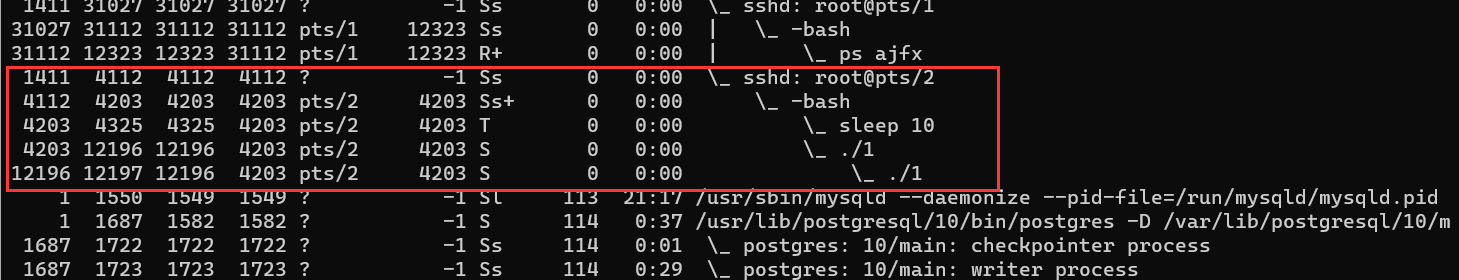 1411 31027 31027 31027 ? -1 Ss 0 0:00 \_ sshd: root@pts/1
31027 31112 31112 31112 pts/1 12323 Ss 0 0:00 | \_ -bash
31112 12323 12323 31112 pts/1 12323 R+ 0 0:00 | \_ ps ajfx
1411 4112 4112 4112 ? -1 Ss 0 0:00 \_ sshd: root@pts/2
4112 4203 4203 4203 pts/2 4203 Ss+ 0 0:00 \_ -bash
4203 4325 4325 4203 pts/2 4203 T 0 0:00 \_ sleep 10
4203 12196 12196 4203 pts/2 4203 S 0 0:00 \_ ./1
12196 12197 12196 4203 pts/2 4203 S 0 0:00 \_ ./1
1 1550 1549 1549 ? -1 Sl 113 21:17 /usr/sbin/mysqld --daemonize --pid-file=/run/mysqld/mysqld.pid
1 1687 1582 1582 ? -1 S 114 0:37 /usr/lib/postgresql/10/bin/postgres -D /var/lib/postgresql/10/m
1687 1722 1722 1722 ? -1 Ss 114 0:01 \_ postgres: 10/main: checkpointer process
1687 1723 1723 1723 ? -1 Ss 114 0:29 \_ postgres: 10/main: writer process